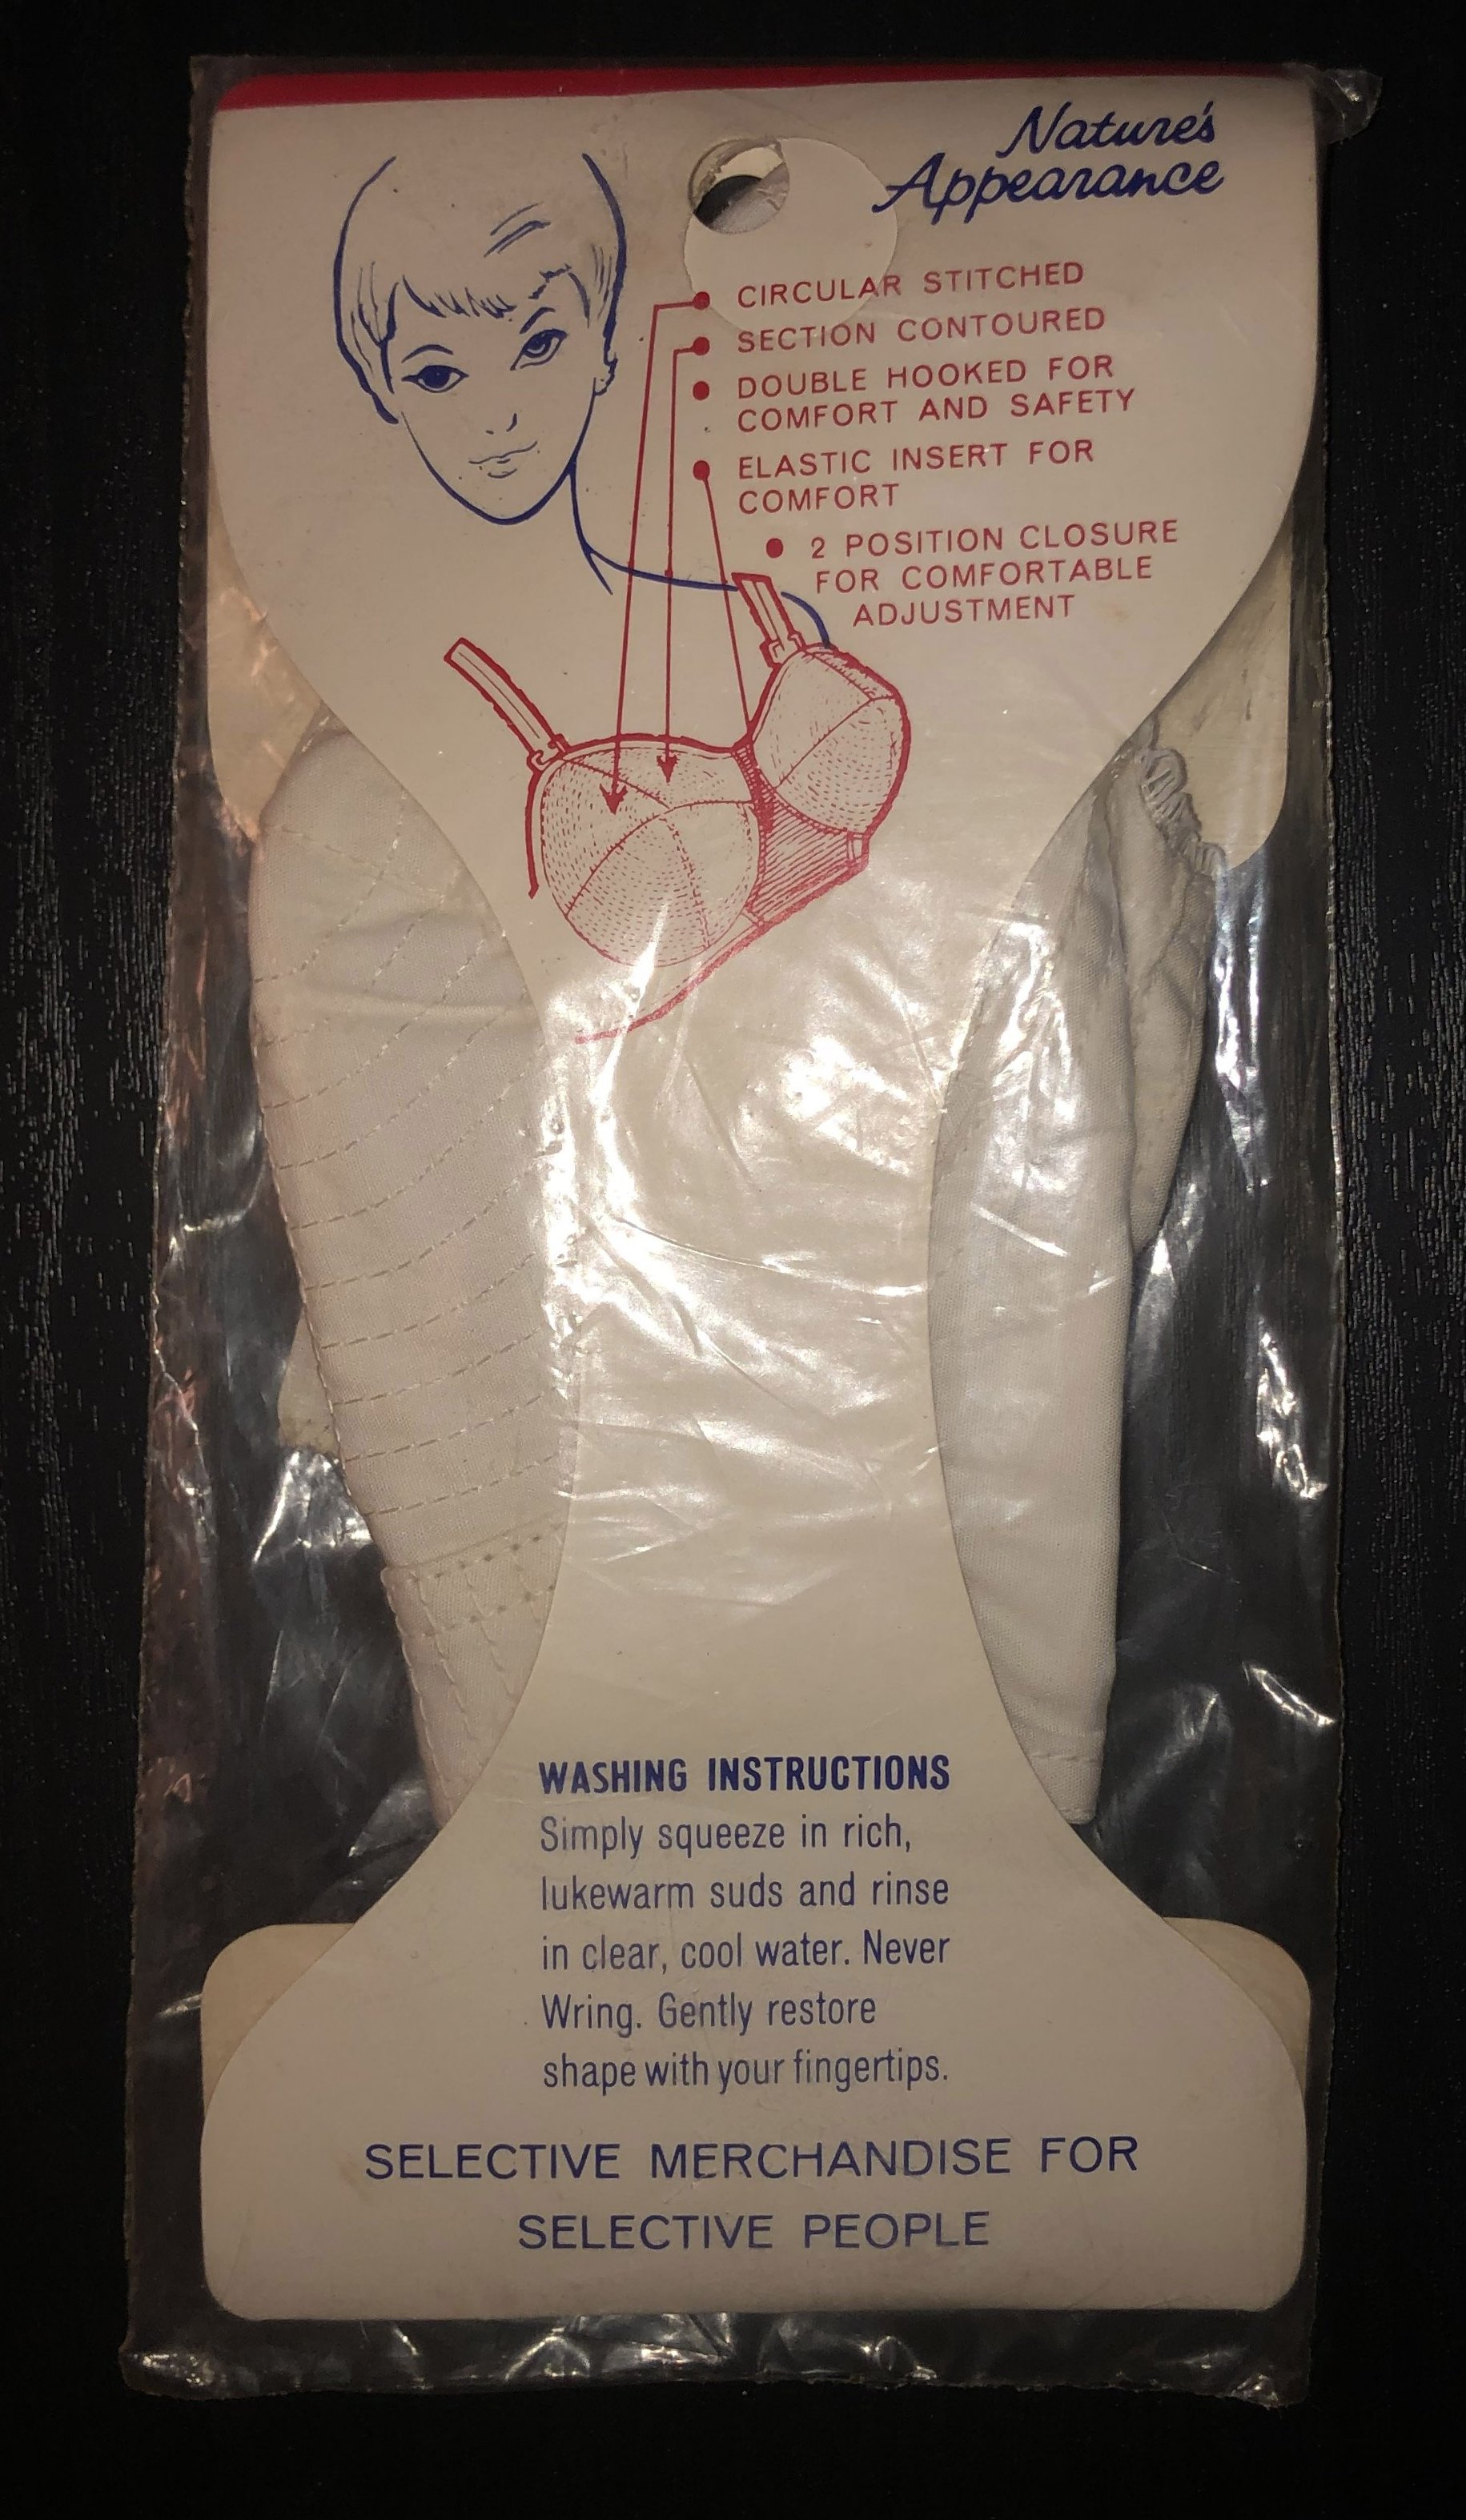 Nature's
Appearance
CIRCULAR STITCHED
SECTION CONTOURED
DOUBLE HOOKED FOR
COMFORT AND SAFETY
ELASTIC INSERT FOR
COMFORT
2 POSITION CLOSURE
FOR COMFORTABLE
ADJUSTMENT
WASHING INSTRUCTIONS
Simply squeeze in rich,
lukewarm suds and rinse
in clear, cool water. Never
Wring. Gently restore
shape with your fingertips.
SELECTIVE MERCHANDISE FOR
SELECTIVE PEOPLE